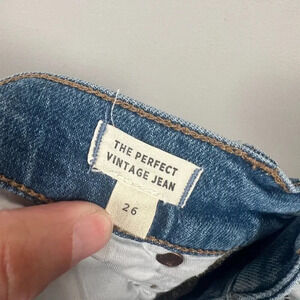 THE PERFECT
VINTAGE JEAN
26